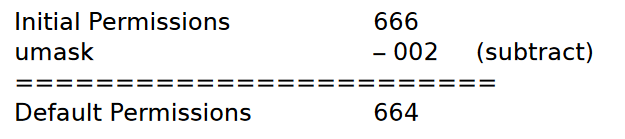 Initial Permissions 666
umask – 002 (subtract)
=========================
Default Permissions 664